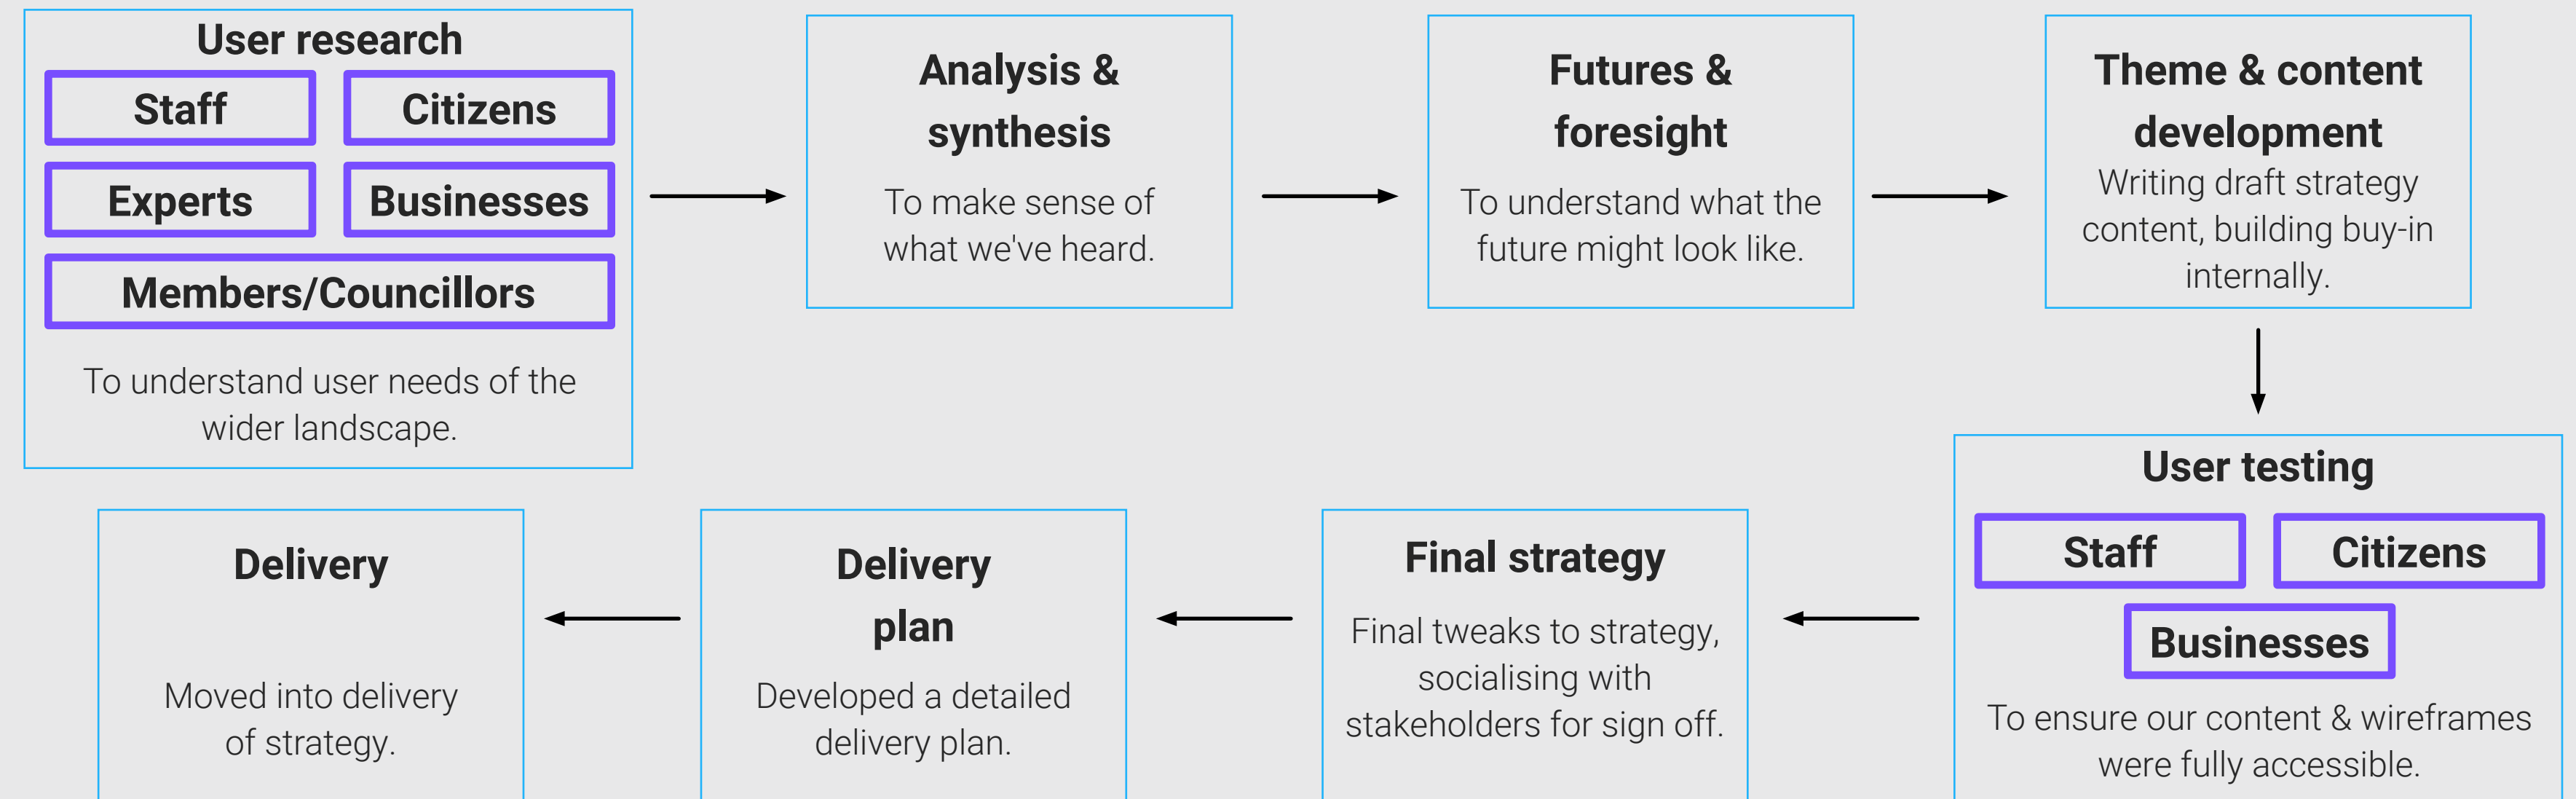 User research
Staff
Citizens
Experts
Businesses
Members/Councillors
To understand user needs of the
wider landscape.
Analysis &
synthesis
To make sense of
what we've heard.
Futures &
foresight
To understand what the
future might look like.
Theme & content
development
Writing draft strategy
content, building buy-in
internally.
User testing
Staff
Citizens
Businesses
To ensure our content & wireframes
were fully accessible.
Final strategy
Final tweaks to strategy,
socialising with
stakeholders for sign off.
Delivery
plan
Developed a detailed
delivery plan.
Delivery
Moved into delivery
of strategy.